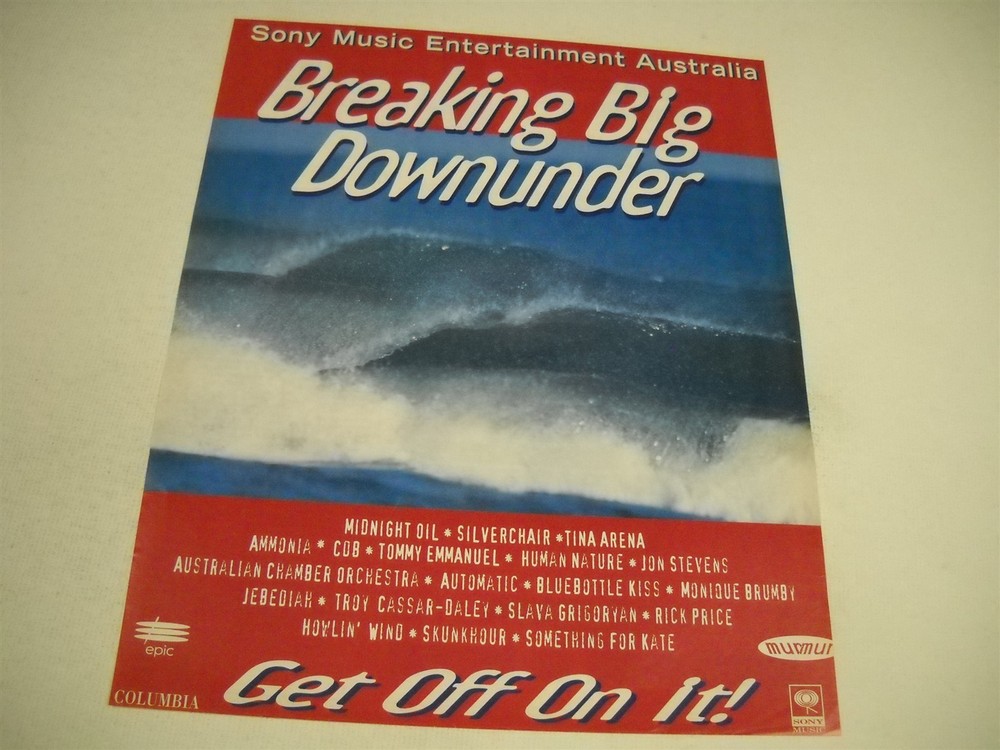 Sony Music Entertainment Australia
Breaking Big
Downunder
MIDNIGHT OIL * SILVERCHAIR * TINA ARENA
AMMONIA * CDB * TOMMY EMMANUEL * HUMAN NATURE * JON STEVENS
AUSTRALIAN CHAMBER ORCHESTRA * AUTOMATIC * BLUEBOTTLE KISS * MONIQUE BRUMBY
JEBEDIAH * TROY CASSAR-DALEY * SLAVA GRIGORYAN * RICK PRICE
HOWLIN' WIND * SKUNKHOUR * SOMETHING FOR KATE
epic
murmur
COLUMBIA
Get Off On it!
SONY
MUSIC